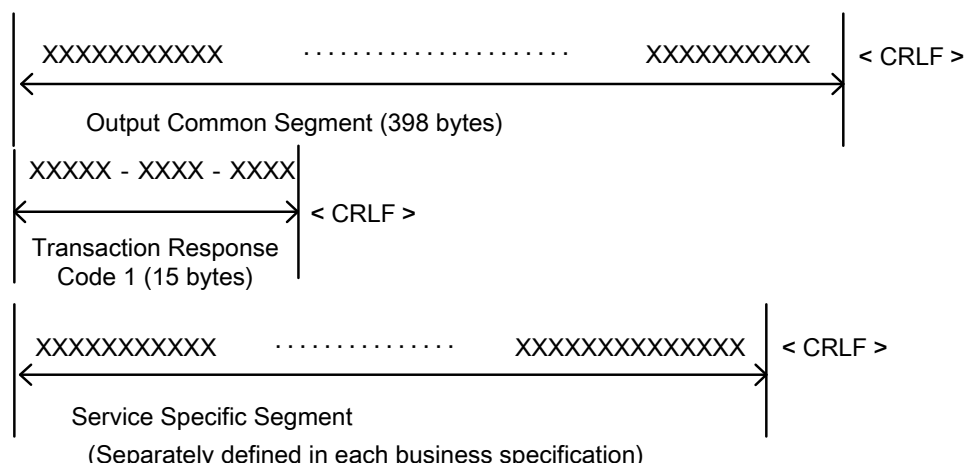 XXXXXXXXXXX ...................... XXXXXXXXXX < CRLF >
Output Common Segment (398 bytes)
XXXXX - XXXX - XXXX
< CRLF >
Transaction Response
Code 1 (15 bytes)
XXXXXXXXXXX ............... XXXXXXXXXXXXXX < CRLF >
Service Specific Segment
(Separately defined in each business specification)